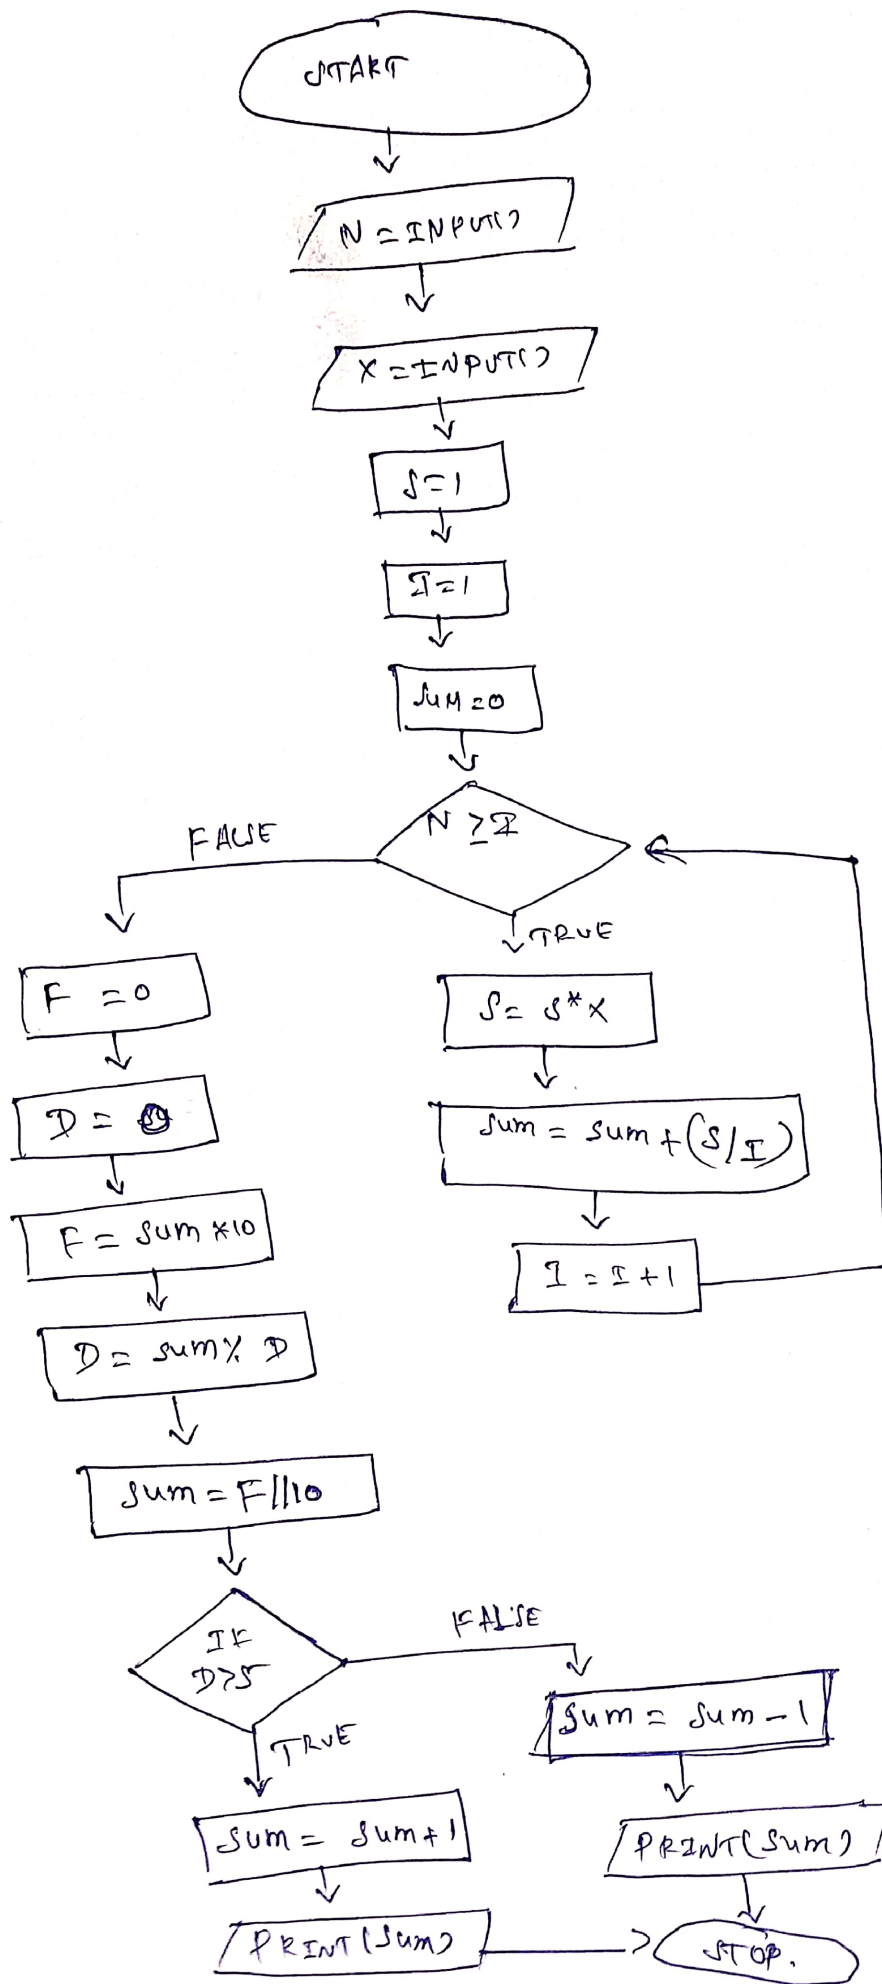 START
N = INPUT()
X = INPUT()
S=1
I=1
SUM=0
N ≥ I
FALSE
TRUE
F = 0
S = S*X
D =
Sum = Sum + (S/I)
F = Sum *10
I = I +1
D = Sum % D
Sum = F//10
IF
D>5
FALSE
TRUE
Sum = Sum - 1
Sum = Sum + 1
PRINT(Sum)
PRINT(Sum)
STOP.